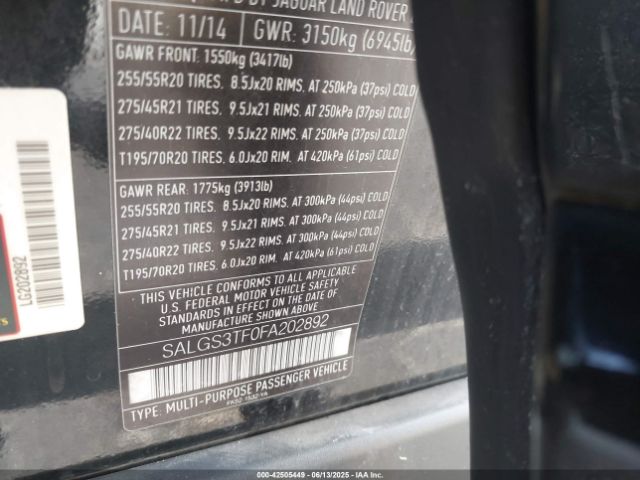 BY JAGUAR LAND ROVER
DATE: 11/14 GWR: 3150kg (6945lb
GAWR FRONT: 1550kg (3417lb)
255/55R20 TIRES. 8.5Jx20 RIMS. AT 250kPa (37psi) COLD
275/45R21 TIRES. 9.5Jx21 RIMS. AT 250kPa (37psi) COLD
275/40R22 TIRES. 9.5Jx22 RIMS. AT 250kPa (37psi) COLD
T195/70R20 TIRES. 6.0Jx20 RIM. AT 420kPa (61psi) COLD
GAWR REAR: 1775kg (3913lb)
255/55R20 TIRES. 8.5Jx20 RIMS. AT 300kPa (44psi) COLD
275/45R21 TIRES. 9.5Jx21 RIMS. AT 300kPa (44psi) COLD
275/40R22 TIRES. 9.5Jx22 RIMS. AT 300kPa (44psi) COLD
T195/70R20 TIRES. 6.0Jx20 RIM. AT 420kPa (61psi) COLD
THIS VEHICLE CONFORMS TO ALL APPLICABLE
U.S. FEDERAL MOTOR VEHICLE SAFETY
STANDARDS IN EFFECT ON THE DATE OF
MANUFACTURE SHOWN ABOVE
SALGS3TF0FA202892
TYPE: MULTI-PURPOSE PASSENGER VEHICLE
LG202892
000-42505449 - 06/13/2025 - IAAI.COM